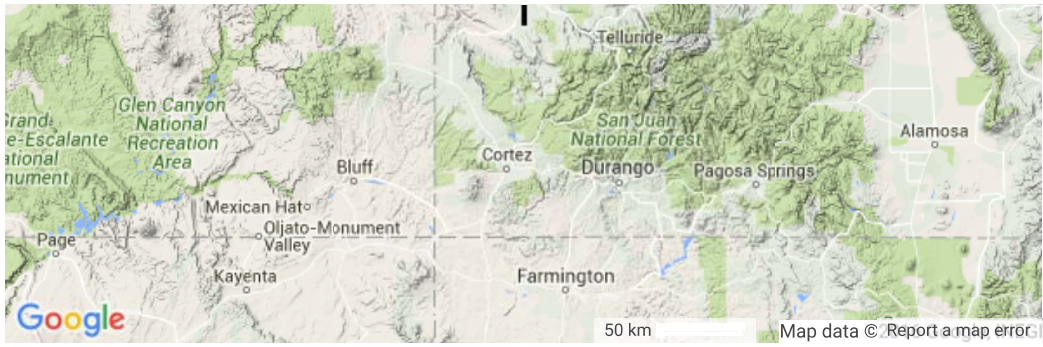 Telluride
Glen Canyon
National
Recreation
Area
Grand-
e-Escalante
ational
nument
San Juan
National Forest
Alamosa
Cortez
Bluff
Durango
Pagosa Springs
Mexican Hat
Oljato-Monument
Valley
Page
Kayenta
Farmington
Google
50 km
Map data ©
Report a map error